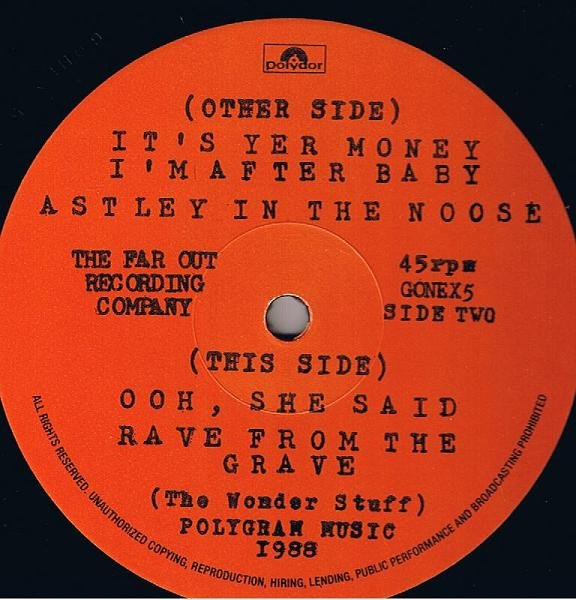 polydor
(OTHER SIDE)
IT'S YER MONEY
I'M AFTER BABY
ASTLEY IN THE NOOSE
THE FAR OUT
RECORDING
COMPANY
45rpm
GONEX5
SIDE TWO
(THIS SIDE)
OOH, SHE SAID
RAVE FROM THE
GRAVE
(The Wonder Stuff)
POLYGRAM MUSIC
1988
ALL RIGHTS RESERVED. UNAUTHORIZED COPYING, REPRODUCTION, HIRING, LENDING, PUBLIC PERFORMANCE AND BROADCASTING PROHIBITED